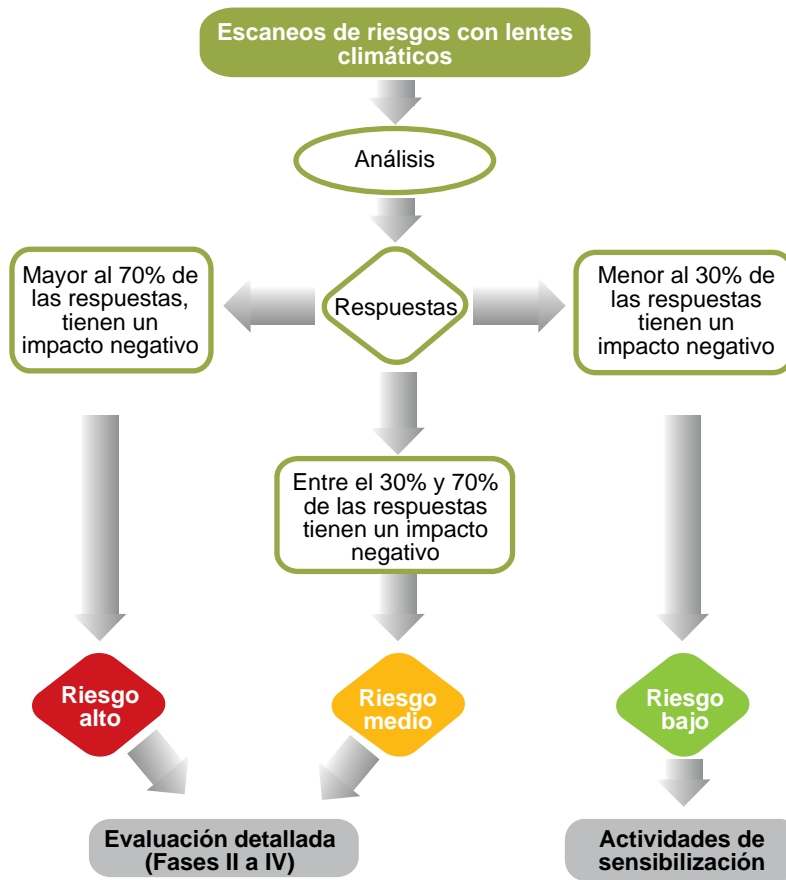 Escaneos de riesgos con lentes
climáticos
Análisis
Respuestas
Mayor al 70% de
las respuestas,
tienen un
impacto negativo
Menor al 30% de
las respuestas
tienen un
impacto negativo
Entre el 30% y 70%
de las respuestas
tienen un impacto
negativo
Riesgo
alto
Riesgo
medio
Riesgo
bajo
Evaluación detallada
(Fases II a IV)
Actividades de
sensibilización